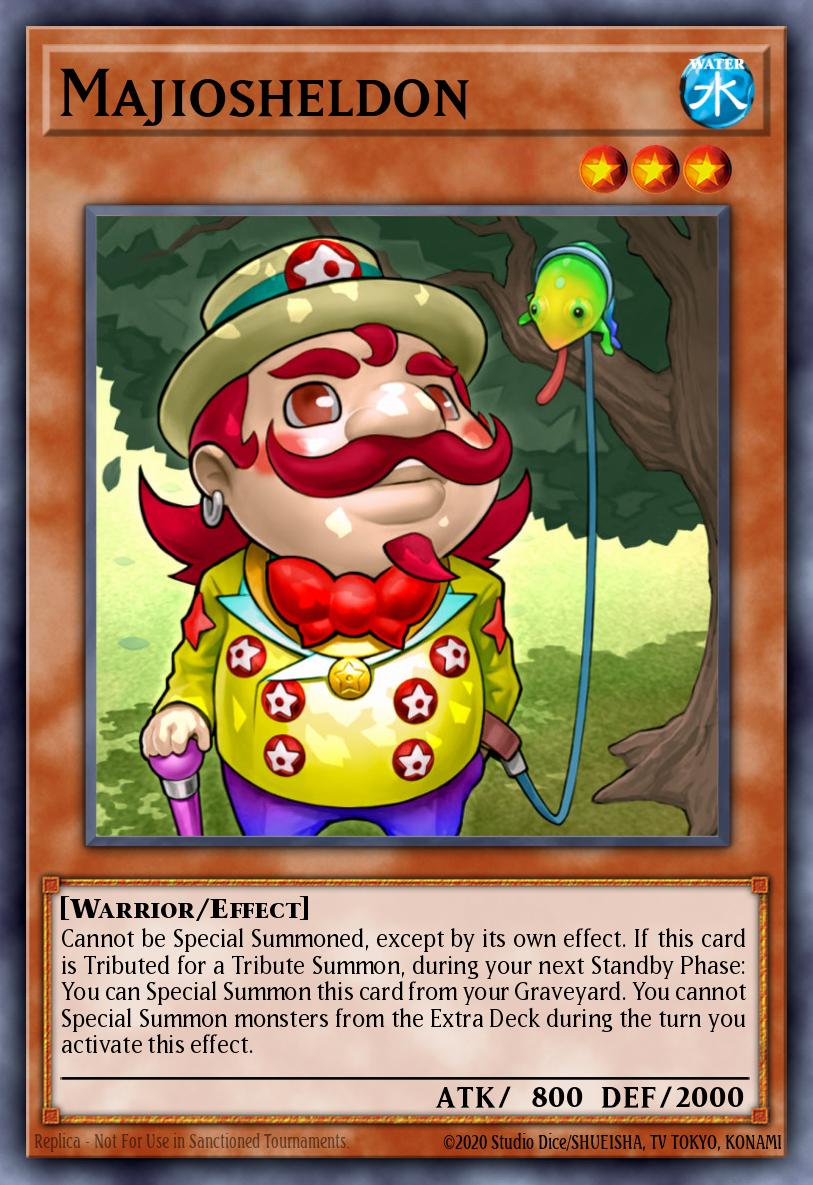 Majiosheldon
WATER
水
[Warrior/Effect]
Cannot be Special Summoned, except by its own effect. If this card
is Tributed for a Tribute Summon, during your next Standby Phase:
You can Special Summon this card from your Graveyard. You cannot
Special Summon monsters from the Extra Deck during the turn you
activate this effect.
ATK/ 800 DEF/2000
Replica - Not For Use in Sanctioned Tournaments.
©2020 Studio Dice/SHUEISHA, TV TOKYO, KONAMI